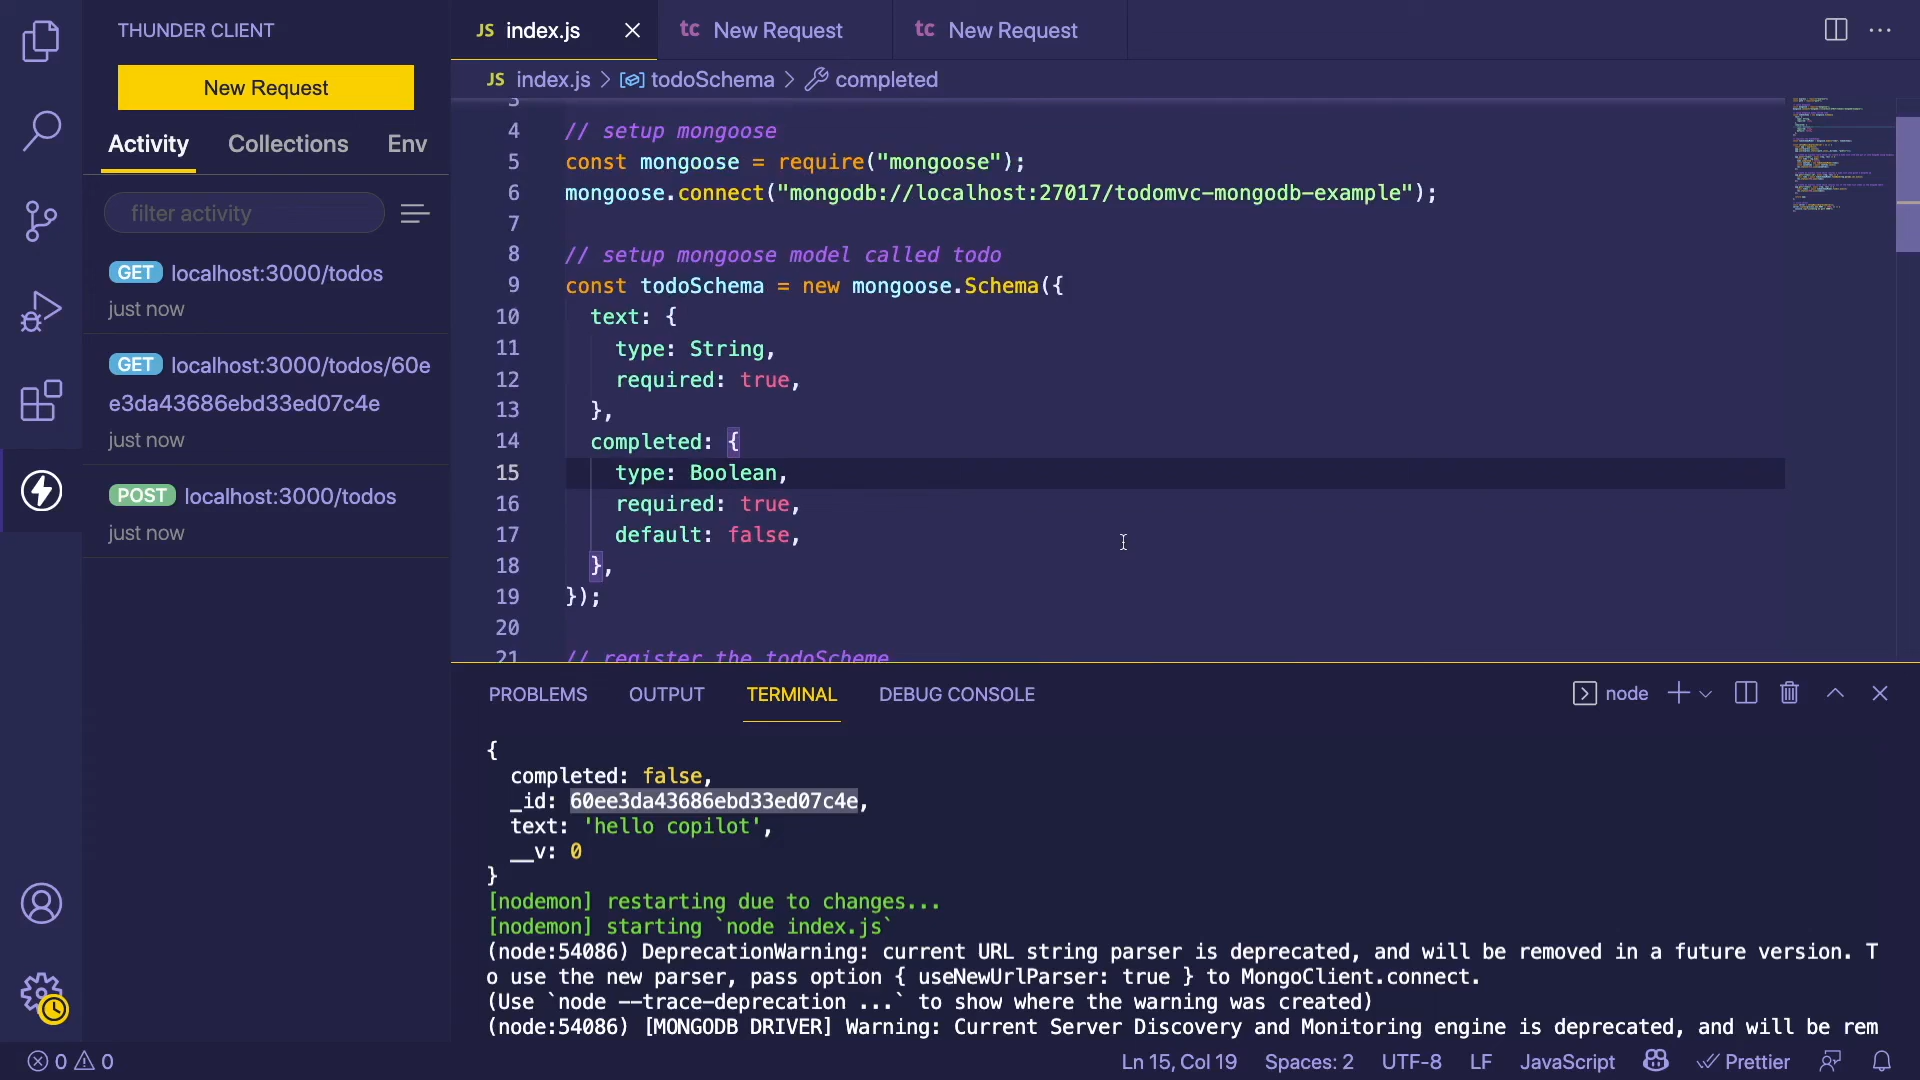 THUNDER CLIENT
New Request
Activity Collections Env
filter activity
GET localhost:3000/todos
just now
GET localhost:3000/todos/60e
e3da43686ebd33ed07c4e
just now
POST localhost:3000/todos
just now
JS index.js
tc New Request
tc New Request
JS index.js > todoSchema > completed
3
4 // setup mongoose
5 const mongoose = require("mongoose");
6 mongoose.connect("mongodb://localhost:27017/todomvc-mongodb-example");
7
8 // setup mongoose model called todo
9 const todoSchema = new mongoose.Schema({
10 text: {
11 type: String,
12 required: true,
13 },
14 completed: {
15 type: Boolean,
16 required: true,
17 default: false,
18 },
19 });
20
21 // register the todoScheme
PROBLEMS OUTPUT TERMINAL DEBUG CONSOLE
node
{
completed: false,
_id: 60ee3da43686ebd33ed07c4e,
text: 'hello copilot',
__v: 0
}
[nodemon] restarting due to changes...
[nodemon] starting `node index.js`
(node:54086) DeprecationWarning: current URL string parser is deprecated, and will be removed in a future version. T
o use the new parser, pass option { useNewUrlParser: true } to MongoClient.connect.
(Use `node --trace-deprecation ...` to show where the warning was created)
(node:54086) [MONGODB DRIVER] Warning: Current Server Discovery and Monitoring engine is deprecated, and will be rem
0 0
Ln 15, Col 19 Spaces: 2 UTF-8 LF JavaScript Prettier